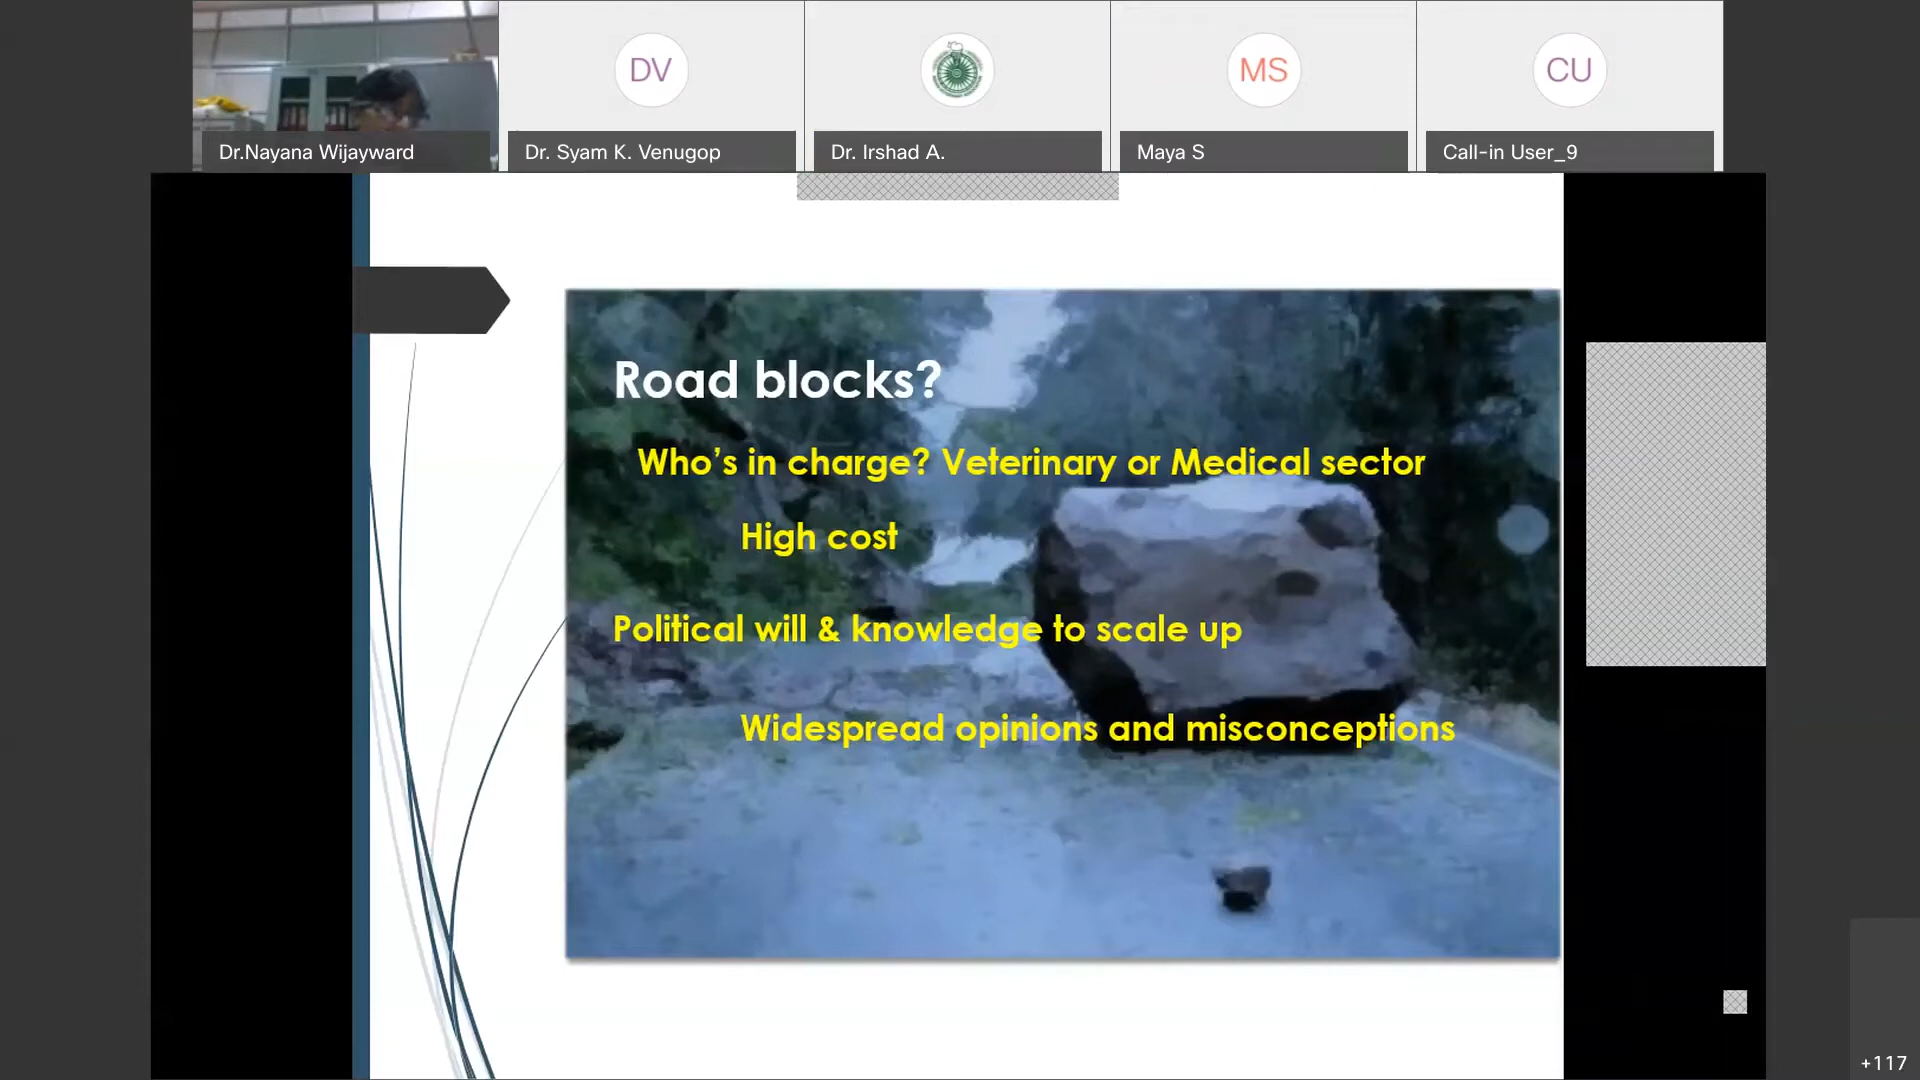 DV
MS
CU
Dr.Nayana Wijayward
Dr. Syam K. Venugop
Dr. Irshad A.
Maya S
Call-in User_9
Road blocks?
Who's in charge? Veterinary or Medical sector
High cost
Political will & knowledge to scale up
Widespread opinions and misconceptions
+117